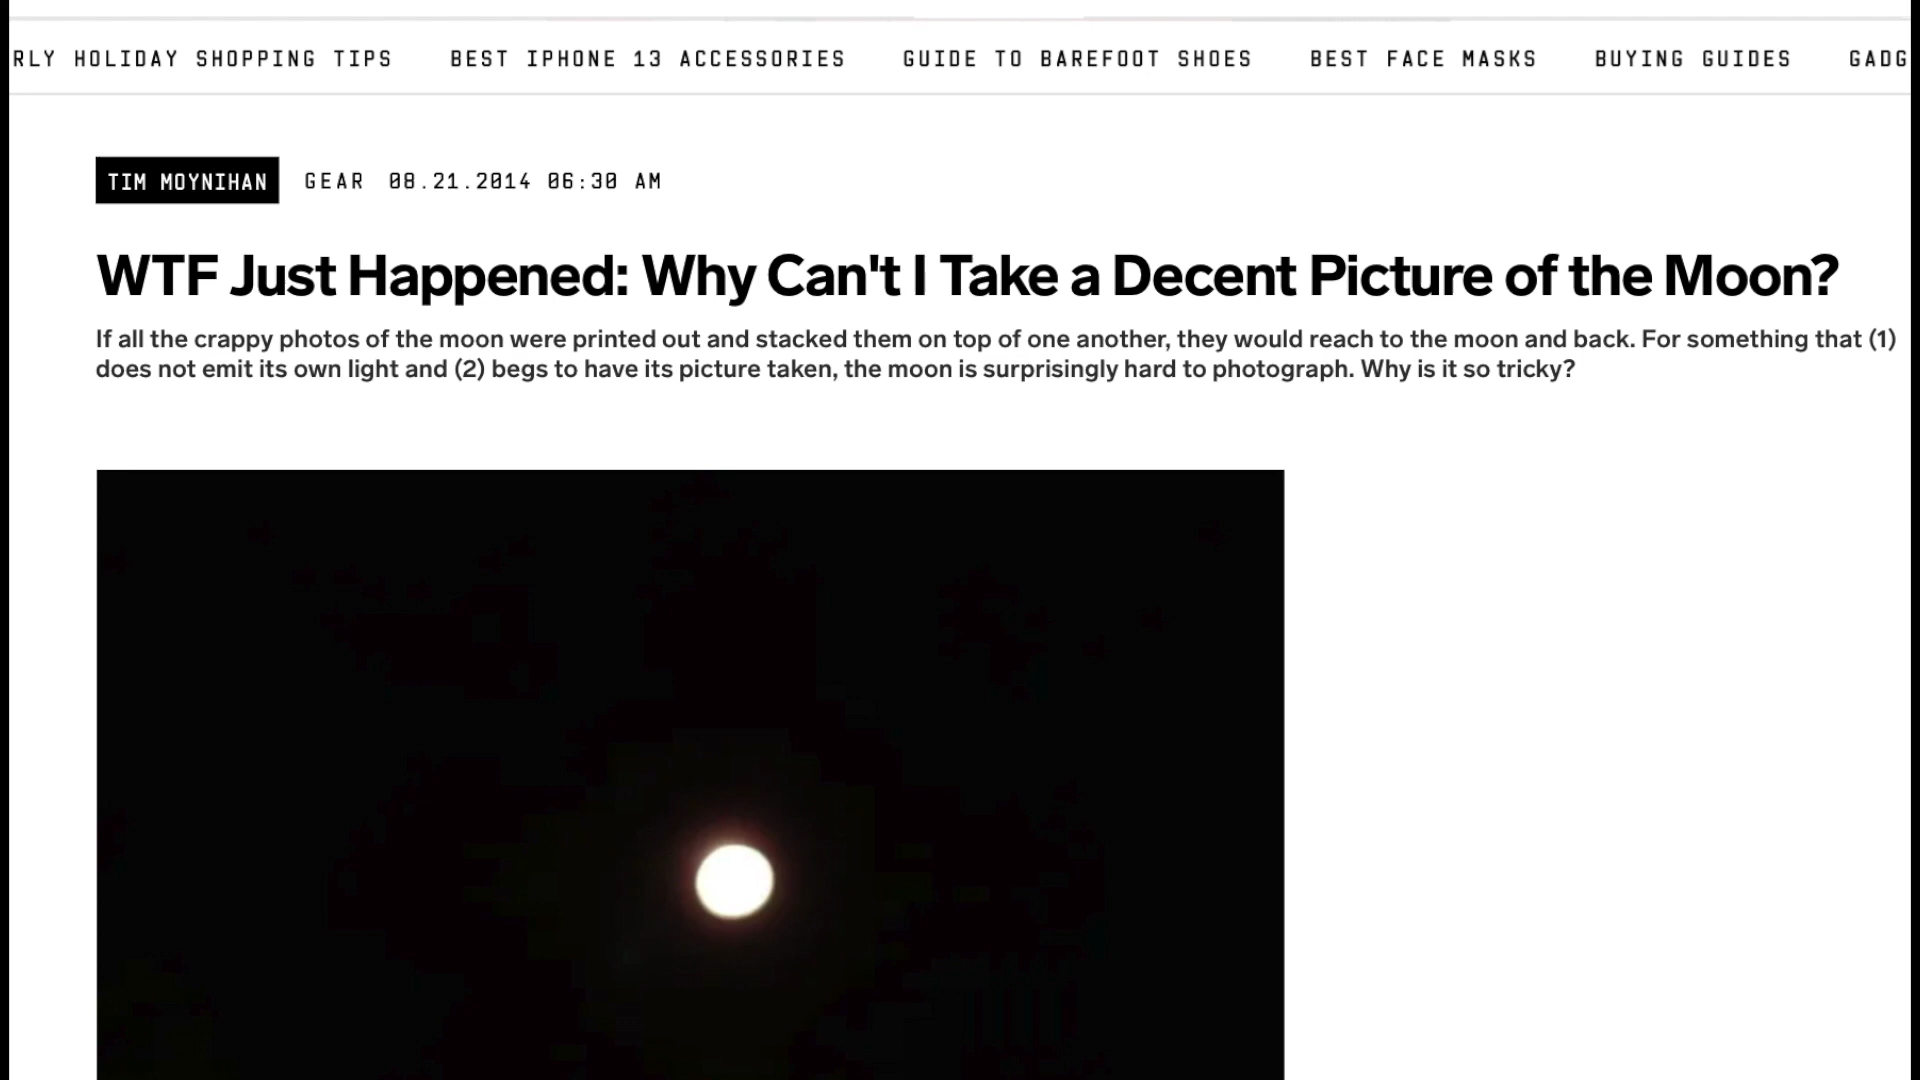 RLY HOLIDAY SHOPPING TIPS BEST IPHONE 13 ACCESSORIES GUIDE TO BAREFOOT SHOES BEST FACE MASKS BUYING GUIDES GADG
TIM MOYNIHAN GEAR 08.21.2014 06:30 AM
WTF Just Happened: Why Can't I Take a Decent Picture of the Moon?
If all the crappy photos of the moon were printed out and stacked them on top of one another, they would reach to the moon and back. For something that (1)
does not emit its own light and (2) begs to have its picture taken, the moon is surprisingly hard to photograph. Why is it so tricky?